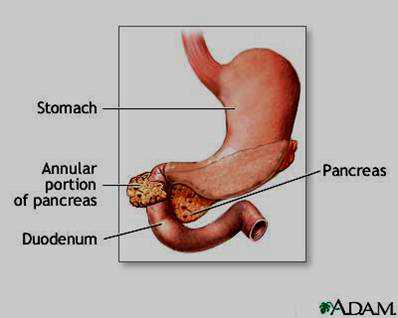 Stomach
Annular
portion
of pancreas
Pancreas
Duodenum
ADAM.